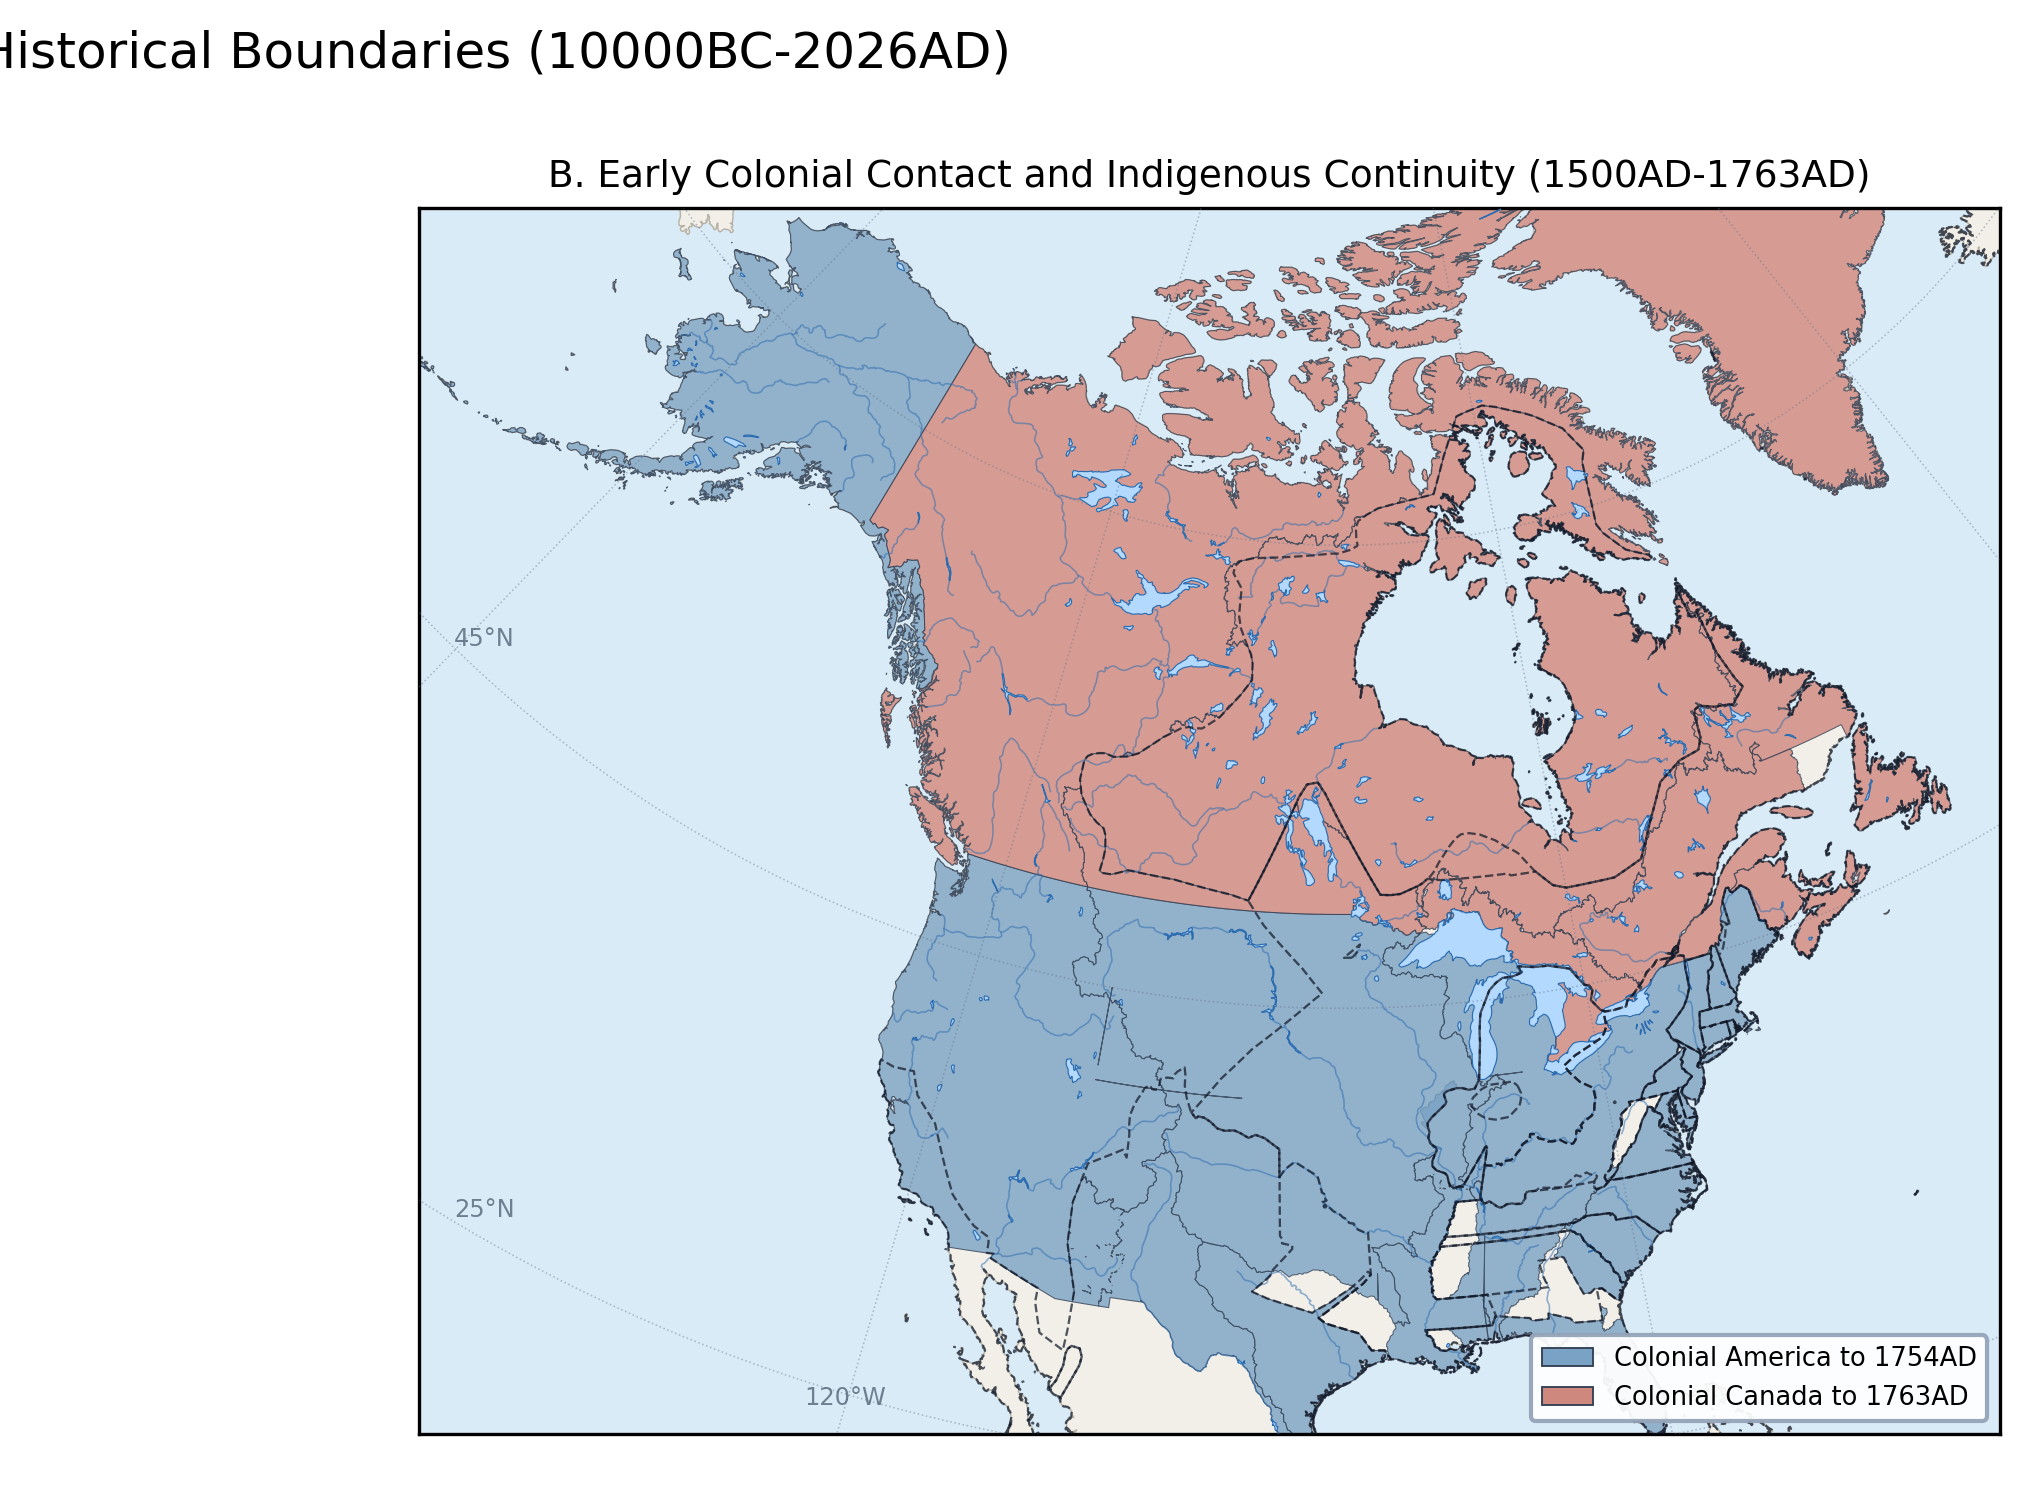 Historical Boundaries (10000BC-2026AD)
B. Early Colonial Contact and Indigenous Continuity (1500AD-1763AD)
45°N
25°N
120°W
Colonial America to 1754AD
Colonial Canada to 1763AD